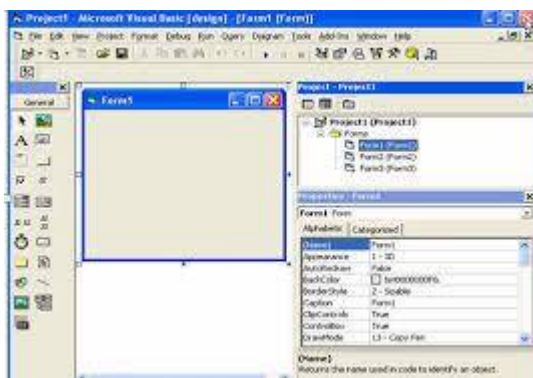 Project1 - Microsoft Visual Basic [design] - [Form1 (Form)]
File Edit View Project Format Debug Run Query Diagram Tools Add-Ins Window Help
General
Form1
Project - Project1
Project1 (Project1)
Forms
Form1 (Form1)
Form2 (Form2)
Form3 (Form3)
Properties - Form1
Form1 Form
Alphabetic Categorized
(Name) Form1
Appearance 1 - 3D
AutoRedraw False
BackColor
BorderStyle 2 - Sizable
Caption Form1
ClipControls True
ControlBox True
DrawMode 13 - Copy Pen
(Name)
Returns the name used in code to identify an object.